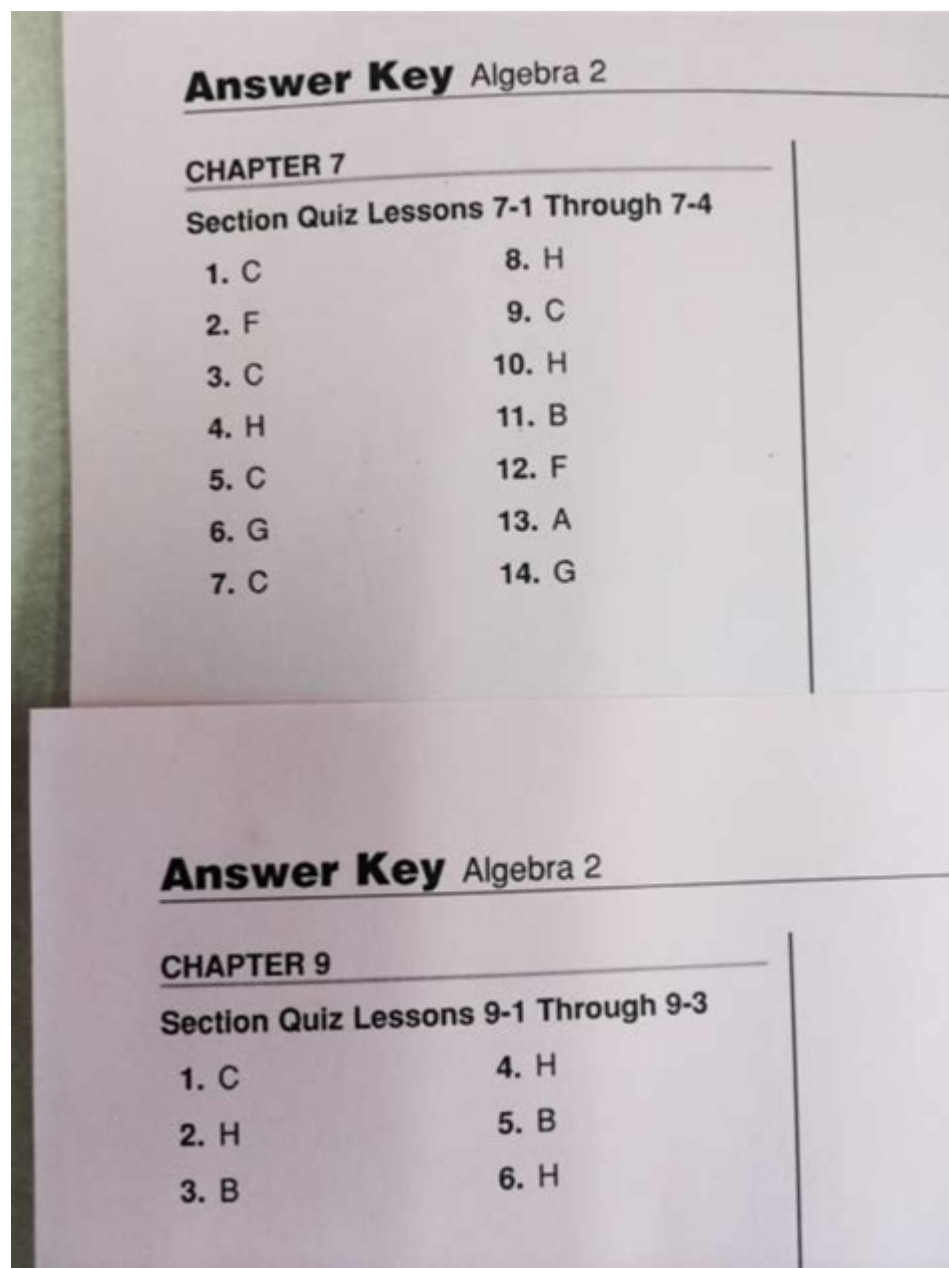 Answer Key Algebra 2
CHAPTER 7
Section Quiz Lessons 7-1 Through 7-4
1. C
2. F
3. C
4. H
5. C
6. G
7. C
8. H
9. C
10. H
11. B
12. F
13. A
14. G
Answer Key Algebra 2
CHAPTER 9
Section Quiz Lessons 9-1 Through 9-3
1. C
2. H
3. B
4. H
5. B
6. H